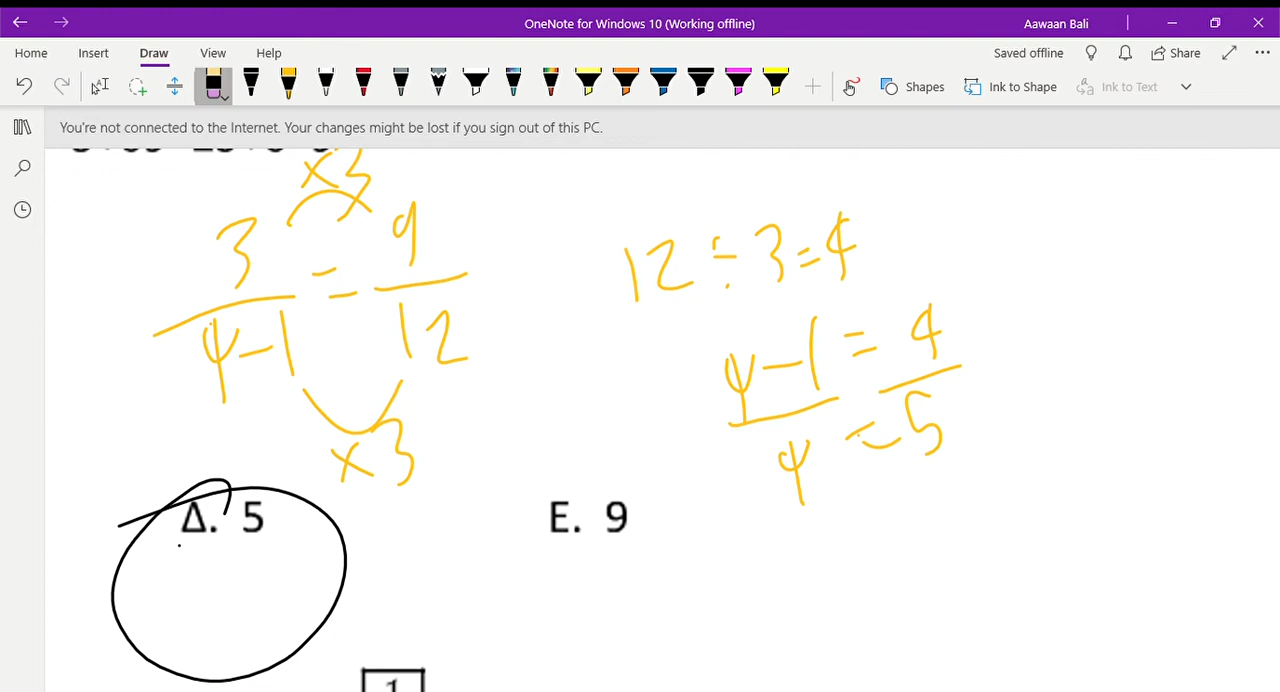 OneNote for Windows 10 (Working offline)
Aawaan Bali
Home Insert Draw View Help
Saved offline
Share
Shapes
Ink to Shape
Ink to Text
You're not connected to the Internet. Your changes might be lost if you sign out of this PC.
x3
3 = 9
ψ-1 12
x3
12 ÷ 3 = 4
ψ-1 = 4
ψ = 5
Δ. 5
E. 9
1